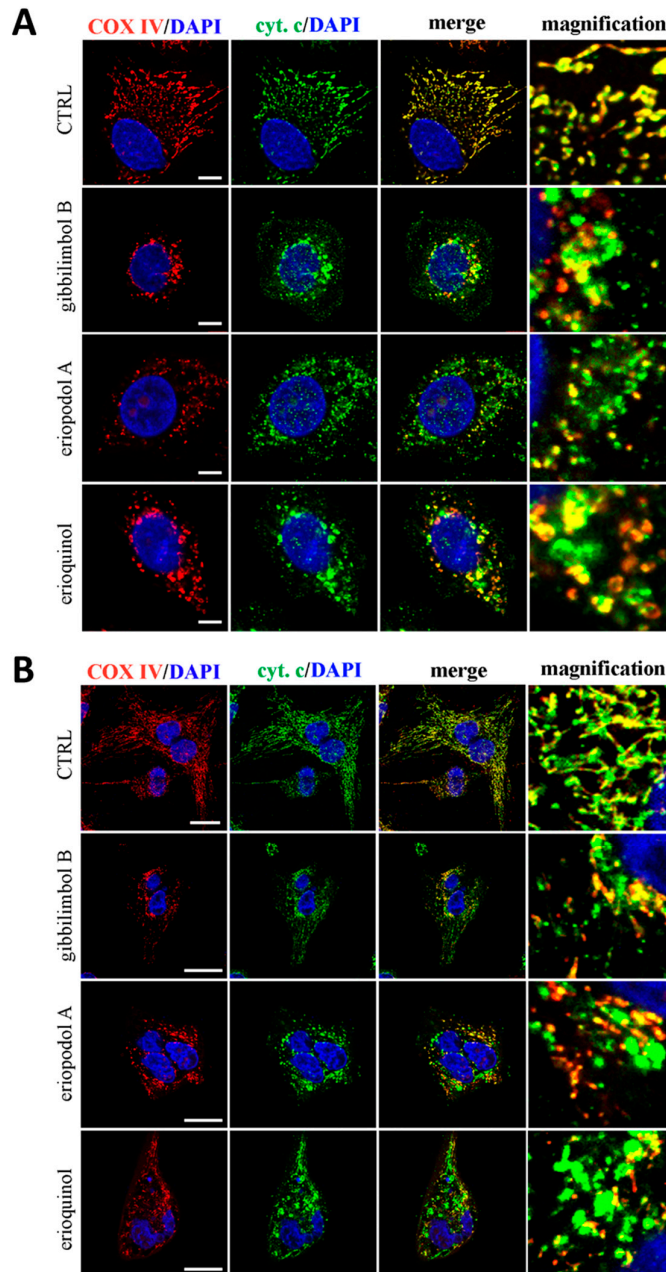 A
COX IV/DAPI cyt. c/DAPI merge magnification
CTRL
gibbilimbol B
eriopodol A
erioquinol
B
COX IV/DAPI cyt. c/DAPI merge magnification
CTRL
gibbilimbol B
eriopodol A
erioquinol